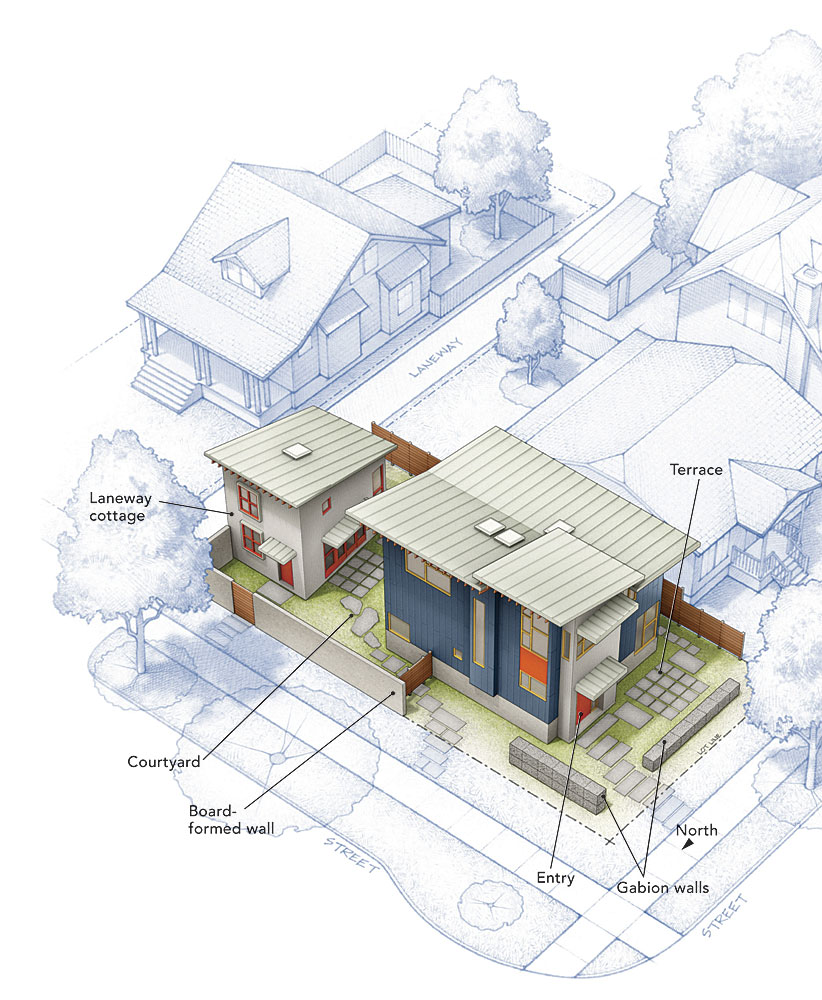 LANEWAY
Terrace
Laneway
cottage
LOT LINE
Courtyard
Board-
formed wall
North
STREET
Entry
Gabion walls
STREET